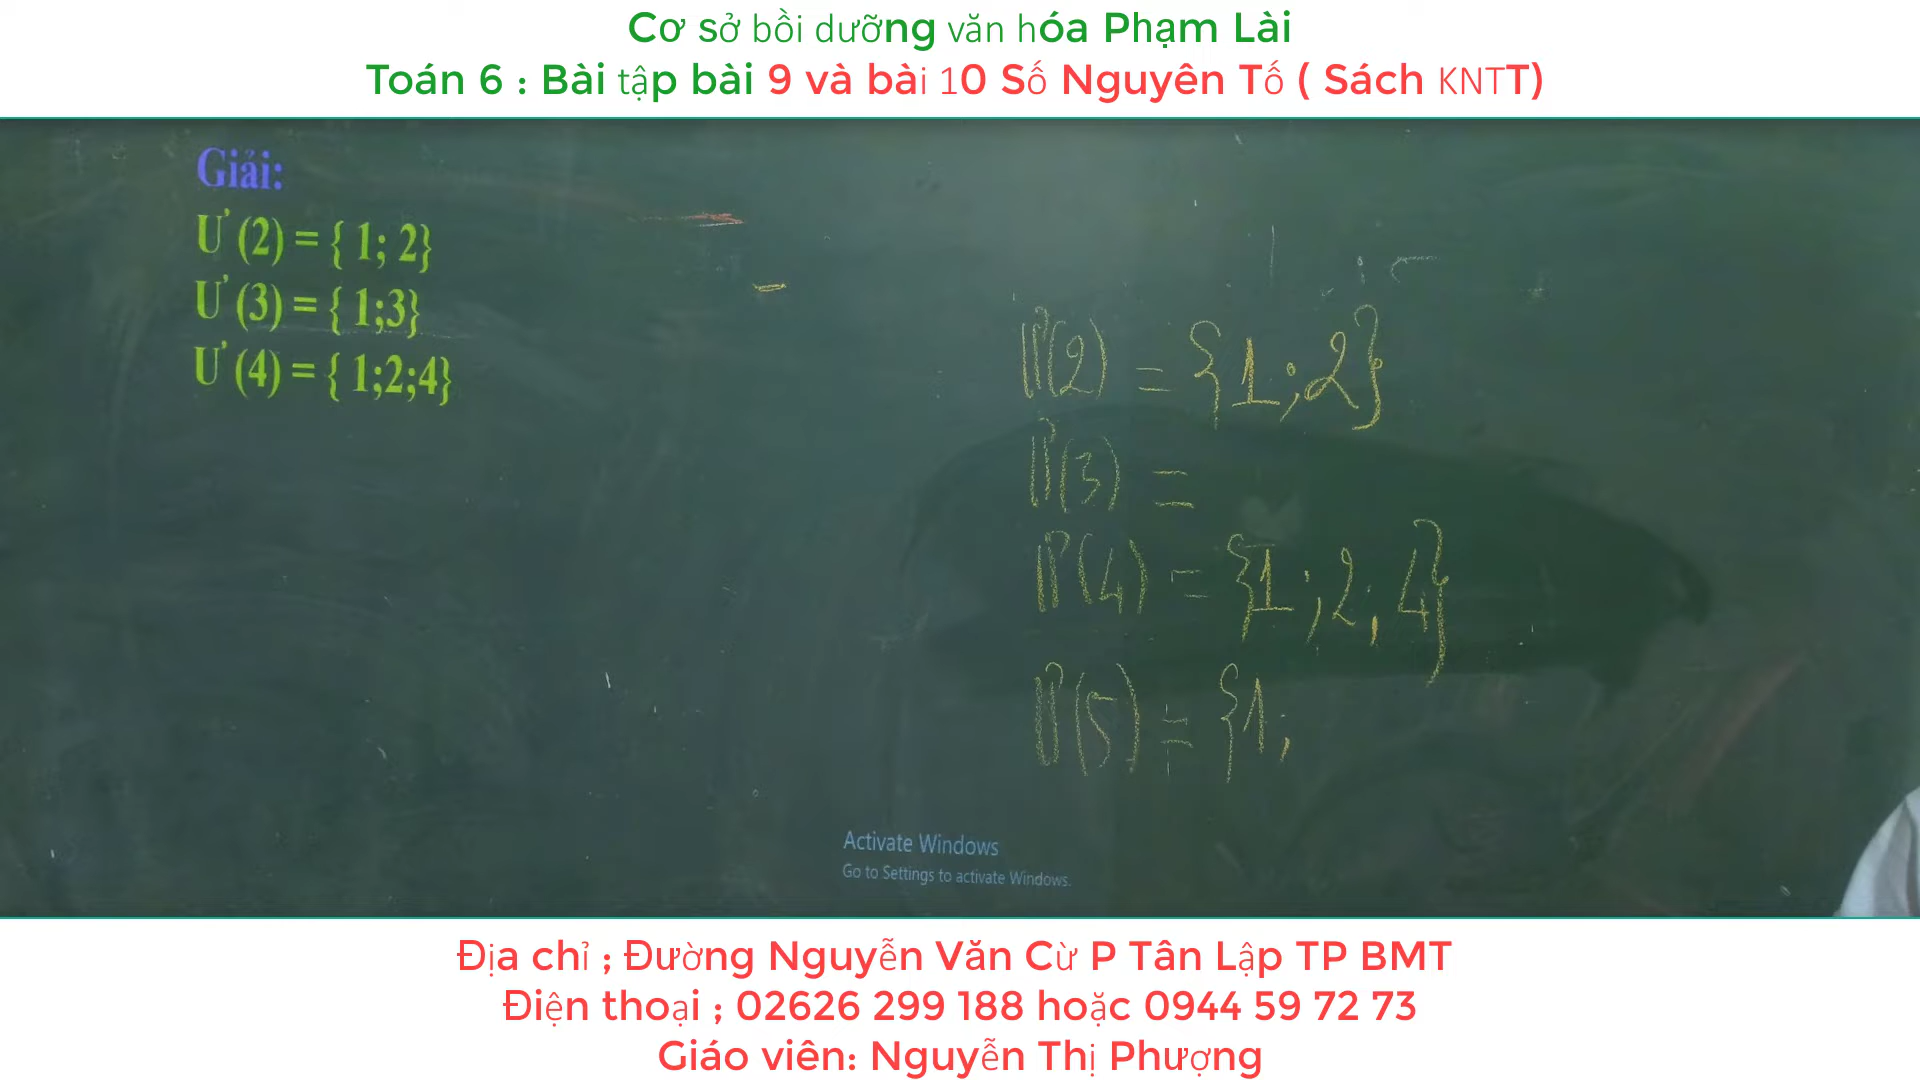 Cơ sở bồi dưỡng văn hóa Phạm Lài
Toán 6 : Bài tập bài 9 và bài 10 Số Nguyên Tố ( Sách KNTT)
Giải:
Ư (2) = { 1; 2}
Ư (3) = { 1;3}
Ư (4) = { 1;2;4}
Ư(2) = {1;2}
Ư(3) =
Ư(4) = {1;2;4}
Ư(5) = {1;
Activate Windows
Go to Settings to activate Windows.
Địa chỉ ; Đường Nguyễn Văn Cừ P Tân Lập TP BMT
Điện thoại ; 02626 299 188 hoặc 0944 59 72 73
Giáo viên: Nguyễn Thị Phượng